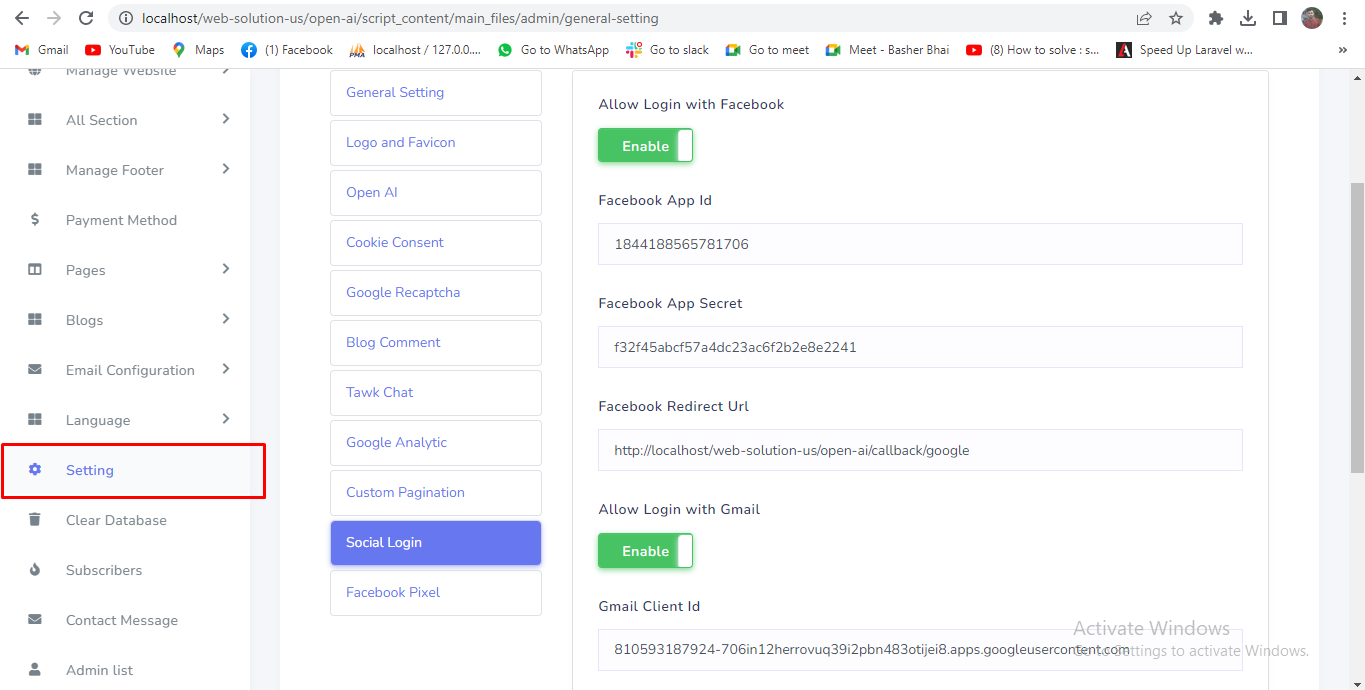 localhost/web-solution-us/open-ai/script_content/main_files/admin/general-setting
Gmail
YouTube
Maps
(1) Facebook
localhost / 127.0.0....
Go to WhatsApp
Go to slack
Go to meet
Meet - Basher Bhai
(8) How to solve : s...
Speed Up Laravel w...
»
Manage Website
All Section
Manage Footer
Payment Method
Pages
Blogs
Email Configuration
Language
Setting
Clear Database
Subscribers
Contact Message
Admin list
General Setting
Logo and Favicon
Open AI
Cookie Consent
Google Recaptcha
Blog Comment
Tawk Chat
Google Analytic
Custom Pagination
Social Login
Facebook Pixel
Allow Login with Facebook
Enable
Facebook App Id
1844188565781706
Facebook App Secret
f32f45abcf57a4dc23ac6f2b2e8e2241
Facebook Redirect Url
http://localhost/web-solution-us/open-ai/callback/google
Allow Login with Gmail
Enable
Gmail Client Id
810593187924-706in12herrovuq39i2pbn483otijei8.apps.googleusercontent.com
Activate Windows
Go to Settings to activate Windows.